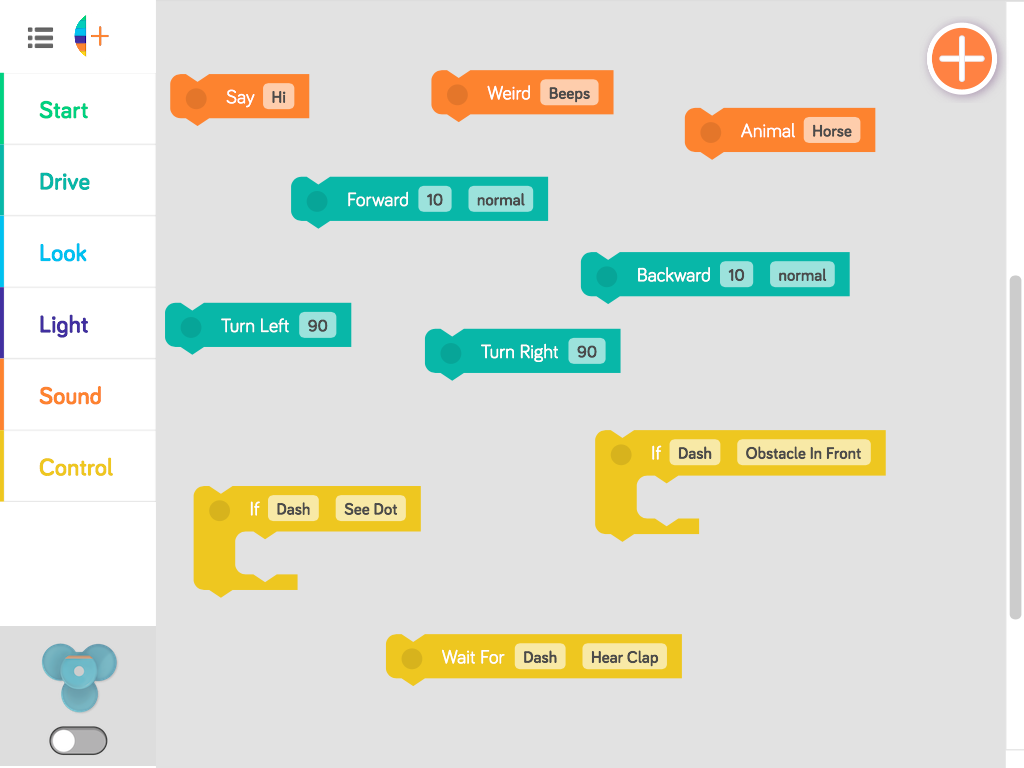 Start
Drive
Look
Light
Sound
Control
Say Hi
Weird Beeps
Animal Horse
Forward 10 normal
Backward 10 normal
Turn Left 90
Turn Right 90
If Dash Obstacle In Front
If Dash See Dot
Wait For Dash Hear Clap